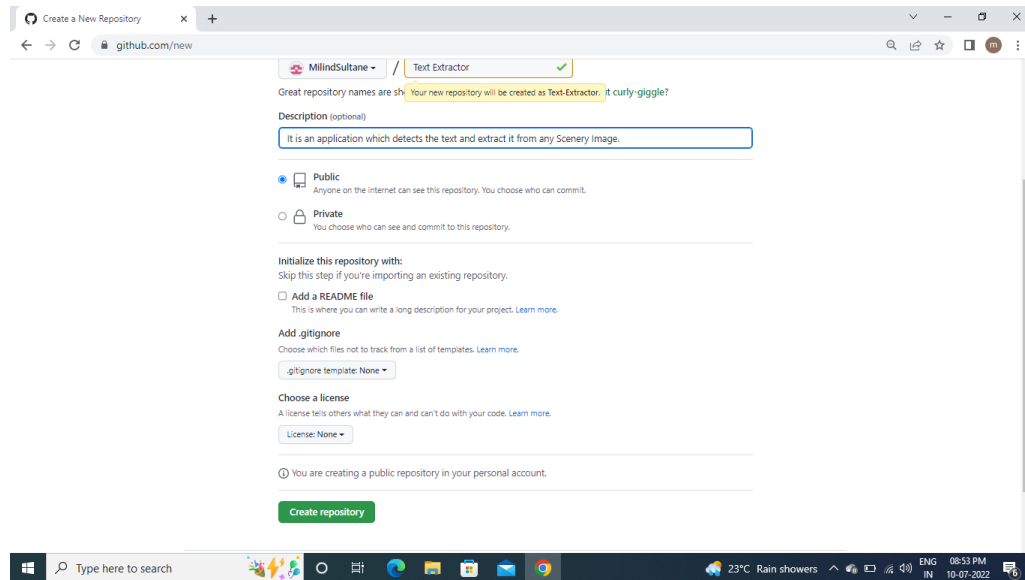 Create a New Repository
github.com/new
m
MilindSultane / Text Extractor
Great repository names are sh
Your new repository will be created as Text-Extractor.
t curly-giggle?
Description (optional)
It is an application which detects the text and extract it from any Scenery Image.
Public
Anyone on the internet can see this repository. You choose who can commit.
Private
You choose who can see and commit to this repository.
Initialize this repository with:
Skip this step if you're importing an existing repository.
Add a README file
This is where you can write a long description for your project. Learn more.
Add .gitignore
Choose which files not to track from a list of templates. Learn more.
.gitignore template: None
Choose a license
A license tells others what they can and can't do with your code. Learn more.
License: None
You are creating a public repository in your personal account.
Create repository
Type here to search
23°C Rain showers
ENG
IN
08:53 PM
10-07-2022
6